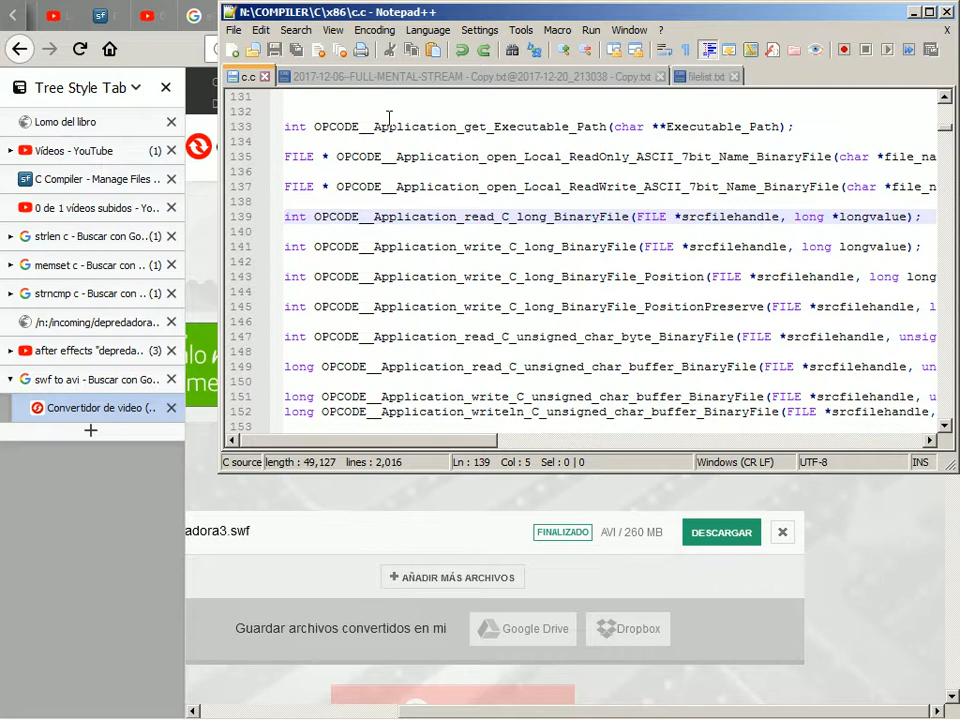 N:\COMPILER\C\x86\c.c - Notepad++
File Edit Search View Encoding Language Settings Tools Macro Run Window X
c.c 2017-12-06--FULL-MENTAL-STREAM - Copy.txt@2017-12-20_213038 - Copy.txt filelist.txt
131
132
133 int OPCODE__Application_get_Executable_Path(char **Executable_Path);
134
135 FILE * OPCODE__Application_open_Local_ReadOnly_ASCII_7bit_Name_BinaryFile(char *file_na
136
137 FILE * OPCODE__Application_open_Local_ReadWrite_ASCII_7bit_Name_BinaryFile(char *file_n
138
139 int OPCODE__Application_read_C_long_BinaryFile(FILE *srcfilehandle, long *longvalue);
140
141 int OPCODE__Application_write_C_long_BinaryFile(FILE *srcfilehandle, long longvalue);
142
143 int OPCODE__Application_write_C_long_BinaryFile_Position(FILE *srcfilehandle, long long
144
145 int OPCODE__Application_write_C_long_BinaryFile_PositionPreserve(FILE *srcfilehandle, l
146
147 int OPCODE__Application_read_C_unsigned_char_byte_BinaryFile(FILE *srcfilehandle, unsig
148
149 long OPCODE__Application_read_C_unsigned_char_buffer_BinaryFile(FILE *srcfilehandle, un
150
151 long OPCODE__Application_write_C_unsigned_char_buffer_BinaryFile(FILE *srcfilehandle, u
152 long OPCODE__Application_writeln_C_unsigned_char_buffer_BinaryFile(FILE *srcfilehandle,
153
C source length : 49,127 lines : 2,016 Ln : 139 Col : 5 Sel : 0 | 0 Windows (CR LF) UTF-8 INS
Tree Style Tab
Lomo del libro
Vídeos - YouTube (1)
sf C Compiler - Manage Files ...
0 de 1 vídeos subidos - Yo...
strlen c - Buscar con Go... (1)
memset c - Buscar con ... (1)
strncmp c - Buscar con ... (1)
/n:/incoming/depredadora...
after effects "depreda... (3)
swf to avi - Buscar con Go...
Convertidor de video (...
adora3.swf FINALIZADO AVI / 260 MB DESCARGAR
AÑADIR MÁS ARCHIVOS
Guardar archivos convertidos en mi Google Drive Dropbox